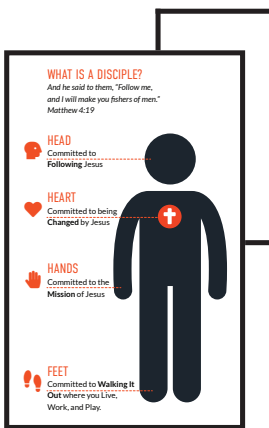 WHAT IS A DISCIPLE?
And he said to them, "Follow me,
and I will make you fishers of men."
Matthew 4:19
HEAD
Committed to
Following Jesus
HEART
Committed to being
Changed by Jesus
HANDS
Committed to the
Mission of Jesus
FEET
Committed to Walking It
Out where you Live,
Work, and Play.